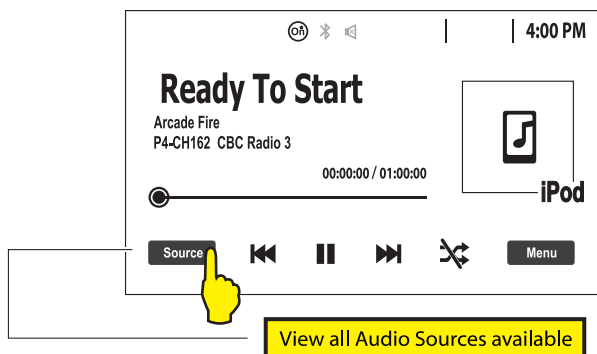 4:00 PM
Ready To Start
Arcade Fire
P4-CH162 CBC Radio 3
00:00:00 / 01:00:00
iPod
Source
Menu
View all Audio Sources available